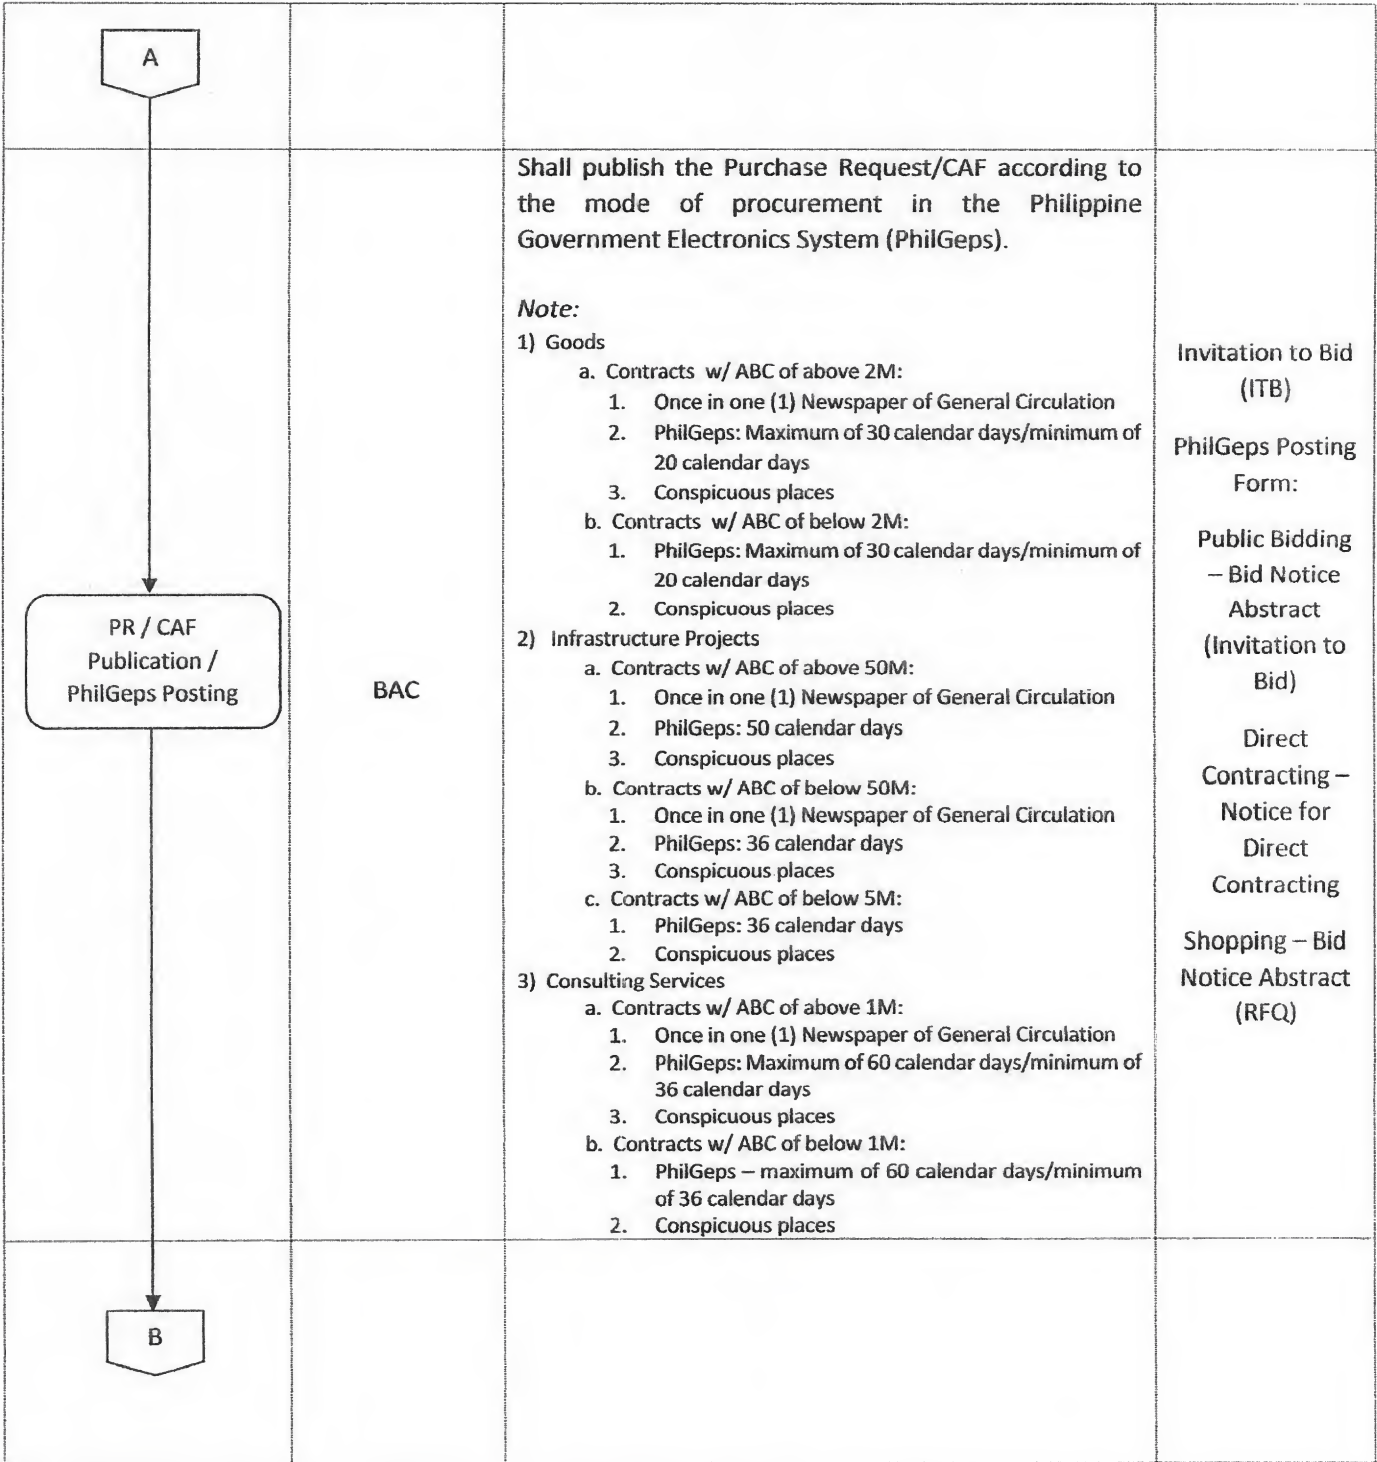 A
PR / CAF
Publication /
PhilGeps Posting
BAC
Shall publish the Purchase Request/CAF according to
the mode of procurement in the Philippine
Government Electronics System (PhilGeps).
Note:
1) Goods
a. Contracts w/ ABC of above 2M:
1. Once in one (1) Newspaper of General Circulation
2. PhilGeps: Maximum of 30 calendar days/minimum of
20 calendar days
3. Conspicuous places
b. Contracts w/ ABC of below 2M:
1. PhilGeps: Maximum of 30 calendar days/minimum of
20 calendar days
2. Conspicuous places
2) Infrastructure Projects
a. Contracts w/ ABC of above 50M:
1. Once in one (1) Newspaper of General Circulation
2. PhilGeps: 50 calendar days
3. Conspicuous places
b. Contracts w/ ABC of below 50M:
1. Once in one (1) Newspaper of General Circulation
2. PhilGeps: 36 calendar days
3. Conspicuous places
c. Contracts w/ ABC of below 5M:
1. PhilGeps: 36 calendar days
2. Conspicuous places
3) Consulting Services
a. Contracts w/ ABC of above 1M:
1. Once in one (1) Newspaper of General Circulation
2. PhilGeps: Maximum of 60 calendar days/minimum of
36 calendar days
3. Conspicuous places
b. Contracts w/ ABC of below 1M:
1. PhilGeps – maximum of 60 calendar days/minimum
of 36 calendar days
2. Conspicuous places
Invitation to Bid
(ITB)
PhilGeps Posting
Form:
Public Bidding
– Bid Notice
Abstract
(Invitation to
Bid)
Direct
Contracting –
Notice for
Direct
Contracting
Shopping – Bid
Notice Abstract
(RFQ)
B